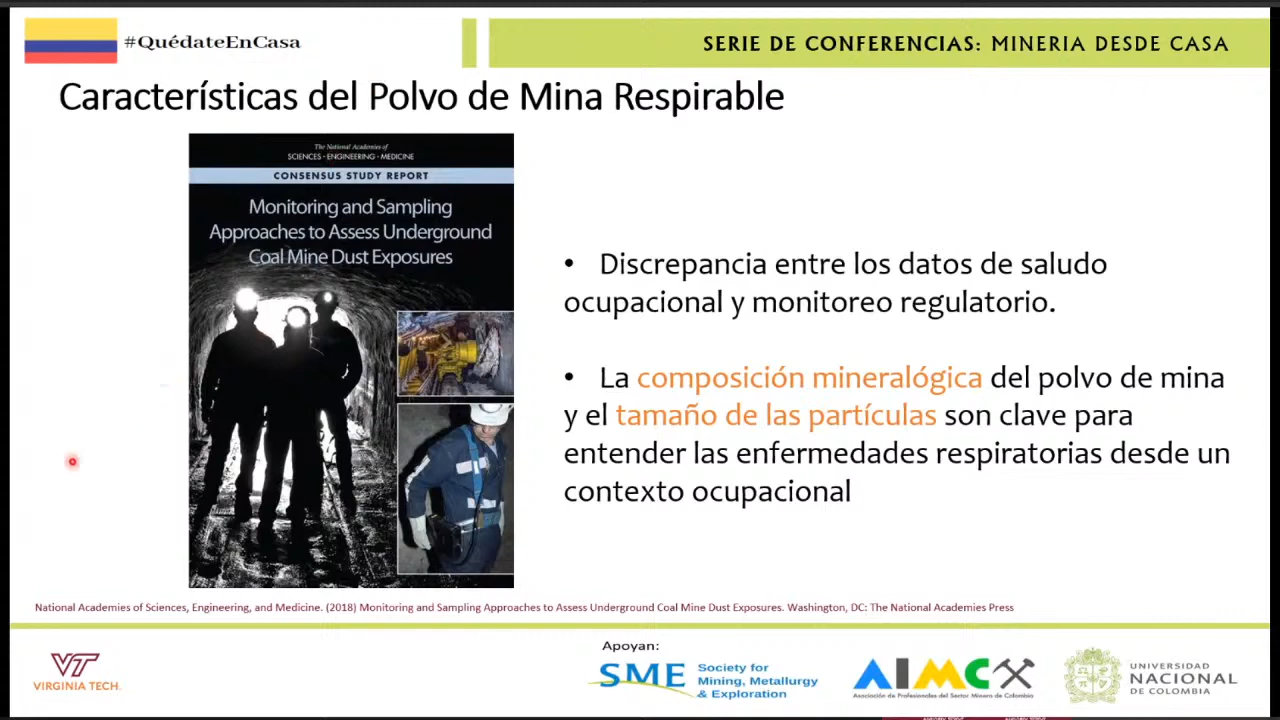 #QuédateEnCasa
SERIE DE CONFERENCIAS: MINERIA DESDE CASA
Características del Polvo de Mina Respirable
The National Academies of
SCIENCES • ENGINEERING • MEDICINE
CONSENSUS STUDY REPORT
Monitoring and Sampling
Approaches to Assess Underground
Coal Mine Dust Exposures
• Discrepancia entre los datos de saludo
ocupacional y monitoreo regulatorio.
• La composición mineralógica del polvo de mina
y el tamaño de las partículas son clave para
entender las enfermedades respiratorias desde un
contexto ocupacional
National Academies of Sciences, Engineering, and Medicine. (2018) Monitoring and Sampling Approaches to Assess Underground Coal Mine Dust Exposures. Washington, DC: The National Academies Press
VT
VIRGINIA TECH.
Apoyan:
SME
Society for
Mining, Metallurgy
& Exploration
AIMC
Asociación de Profesionales del Sector Minero de Colombia
UNIVERSIDAD
NACIONAL
DE COLOMBIA